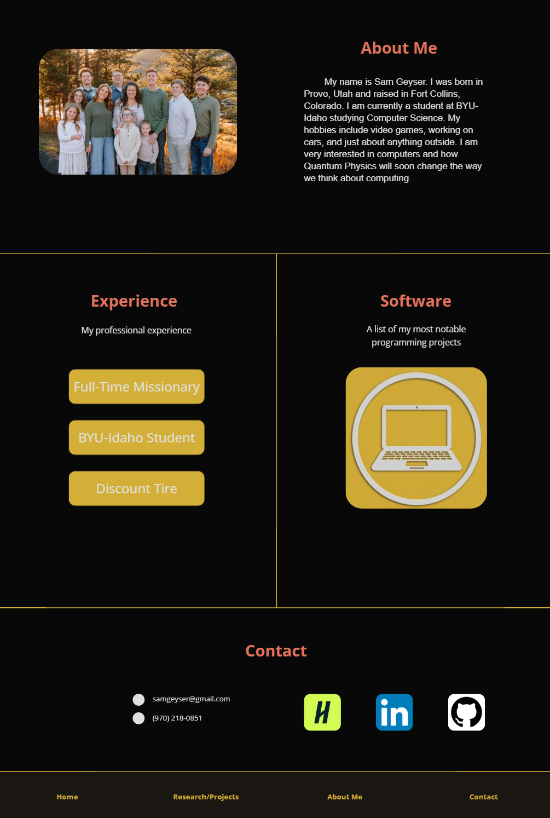 About Me
My name is Sam Geyser. I was born in
Provo, Utah and raised in Fort Collins,
Colorado. I am currently a student at BYU-
Idaho studying Computer Science. My
hobbies include video games, working on
cars, and just about anything outside. I am
very interested in computers and how
Quantum Physics will soon change the way
we think about computing.
Experience
My professional experience
Full-Time Missionary
BYU-Idaho Student
Discount Tire
Software
A list of my most notable
programming projects
Contact
samgeyser@gmail.com
(970) 218-0851
H
in
Home
Research/Projects
About Me
Contact